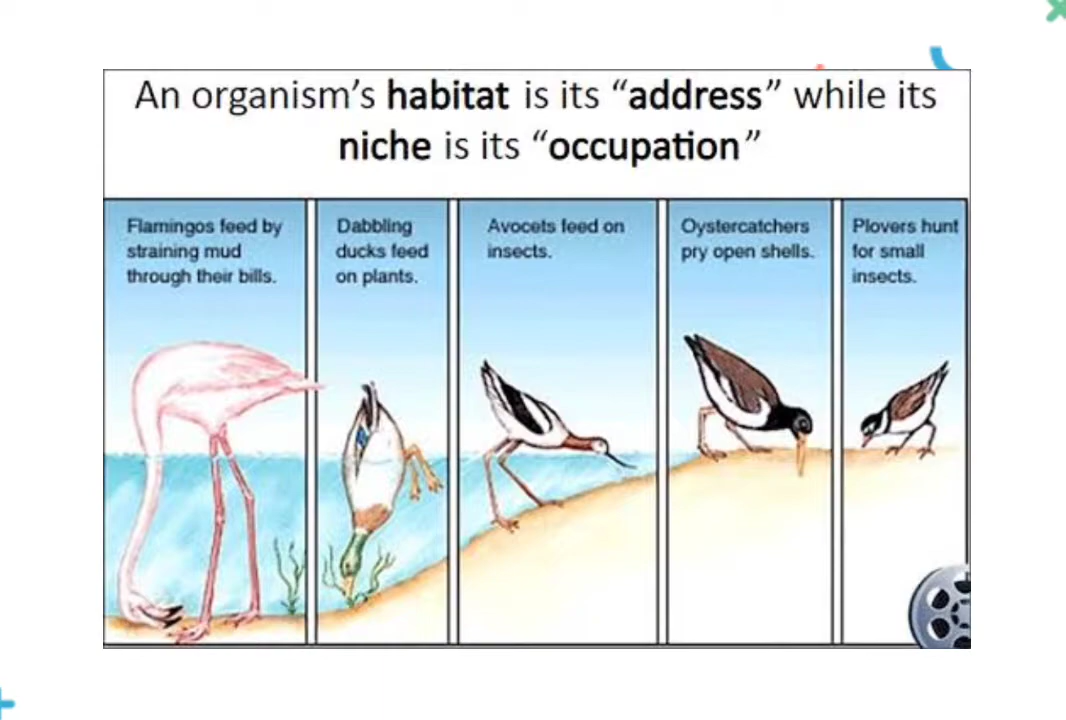 An organism’s habitat is its “address” while its
niche is its “occupation”
Flamingos feed by
straining mud
through their bills.
Dabbling
ducks feed
on plants.
Avocets feed on
insects.
Oystercatchers
pry open shells.
Plovers hunt
for small
insects.